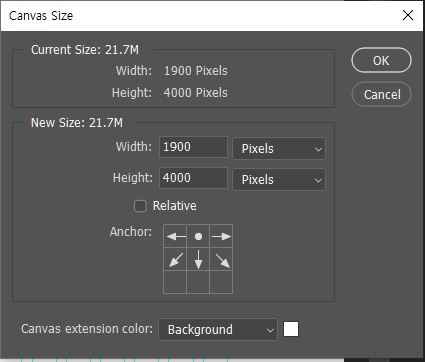 Canvas Size
Current Size: 21.7M
Width: 1900 Pixels
Height: 4000 Pixels
OK
Cancel
New Size: 21.7M
Width: 1900 Pixels
Height: 4000 Pixels
Relative
Anchor:
Canvas extension color: Background